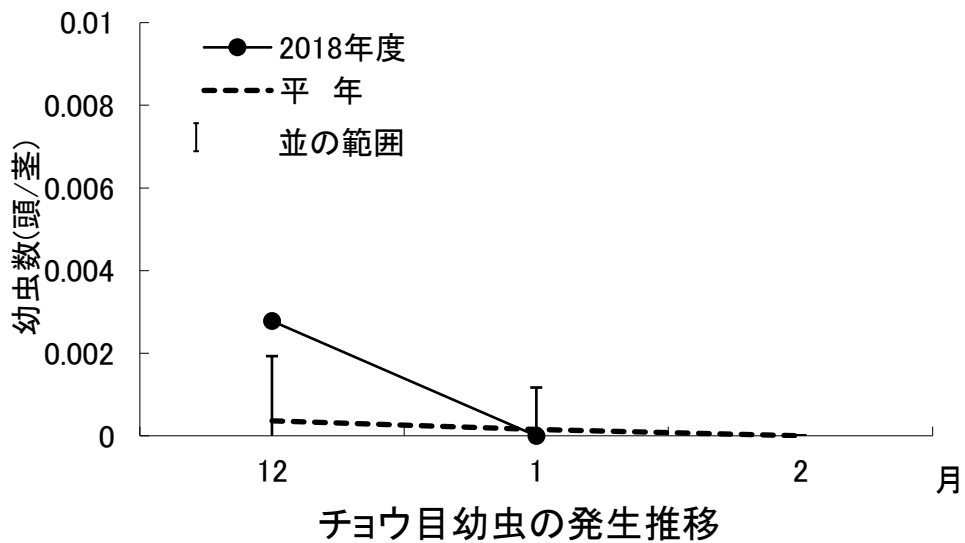 0.01
0.008
0.006
0.004
0.002
0
幼虫数(頭/茎)
2018年度
平　年
並の範囲
12 1 2
月
チョウ目幼虫の発生推移